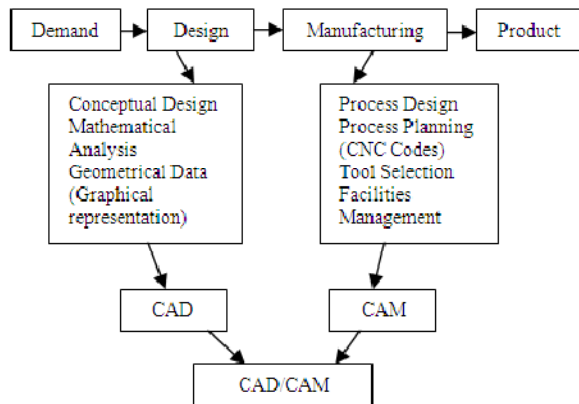 Demand
Design
Manufacturing
Product
Conceptual Design
Mathematical
Analysis
Geometrical Data
(Graphical
representation)
Process Design
Process Planning
(CNC Codes)
Tool Selection
Facilities
Management
CAD
CAM
CAD/CAM